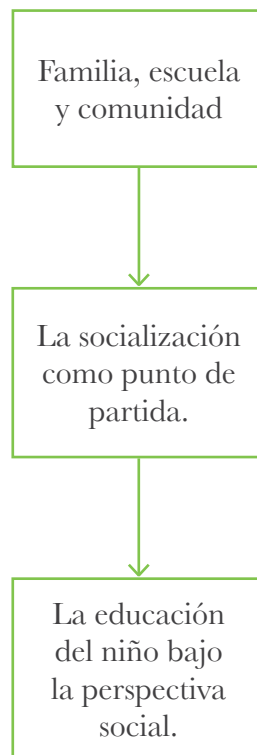 Familia, escuela
y comunidad
La socialización
como punto de
partida.
La educación
del niño bajo
la perspectiva
social.